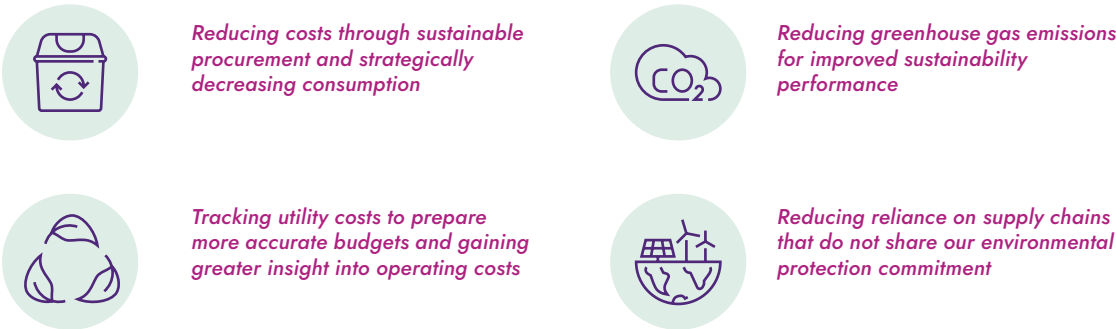 Reducing costs through sustainable
procurement and strategically
decreasing consumption
CO2
Reducing greenhouse gas emissions
for improved sustainability
performance
Tracking utility costs to prepare
more accurate budgets and gaining
greater insight into operating costs
Reducing reliance on supply chains
that do not share our environmental
protection commitment